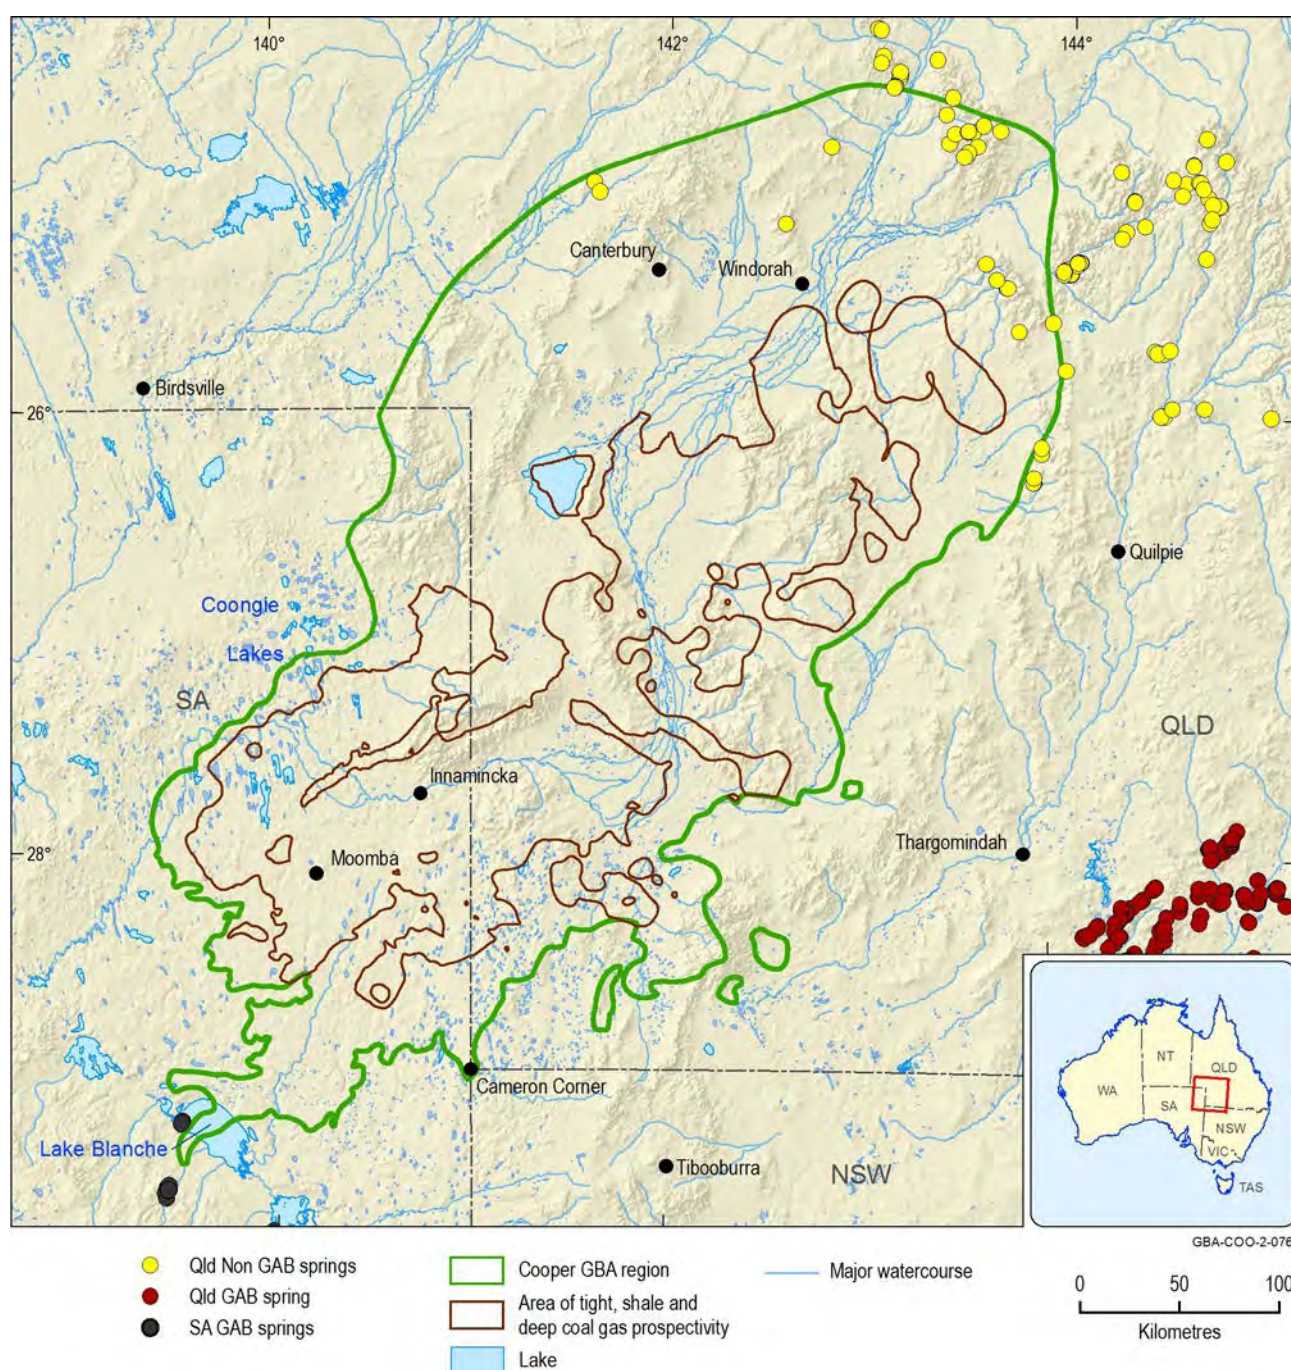 140°
142°
144°
Canterbury
Windorah
Birdsville
26°
Quilpie
Coongie
Lakes
SA
QLD
Innamincka
Thargomindah
28°
Moomba
Cameron Corner
Lake Blanche
Tibooburra
NSW
NT
QLD
WA
SA
NSW
VIC
TAS
GBA-COO-2-076
Qld Non GAB springs
Qld GAB spring
SA GAB springs
Cooper GBA region
Area of tight, shale and
deep coal gas prospectivity
Lake
Major watercourse
0 50 100
Kilometres